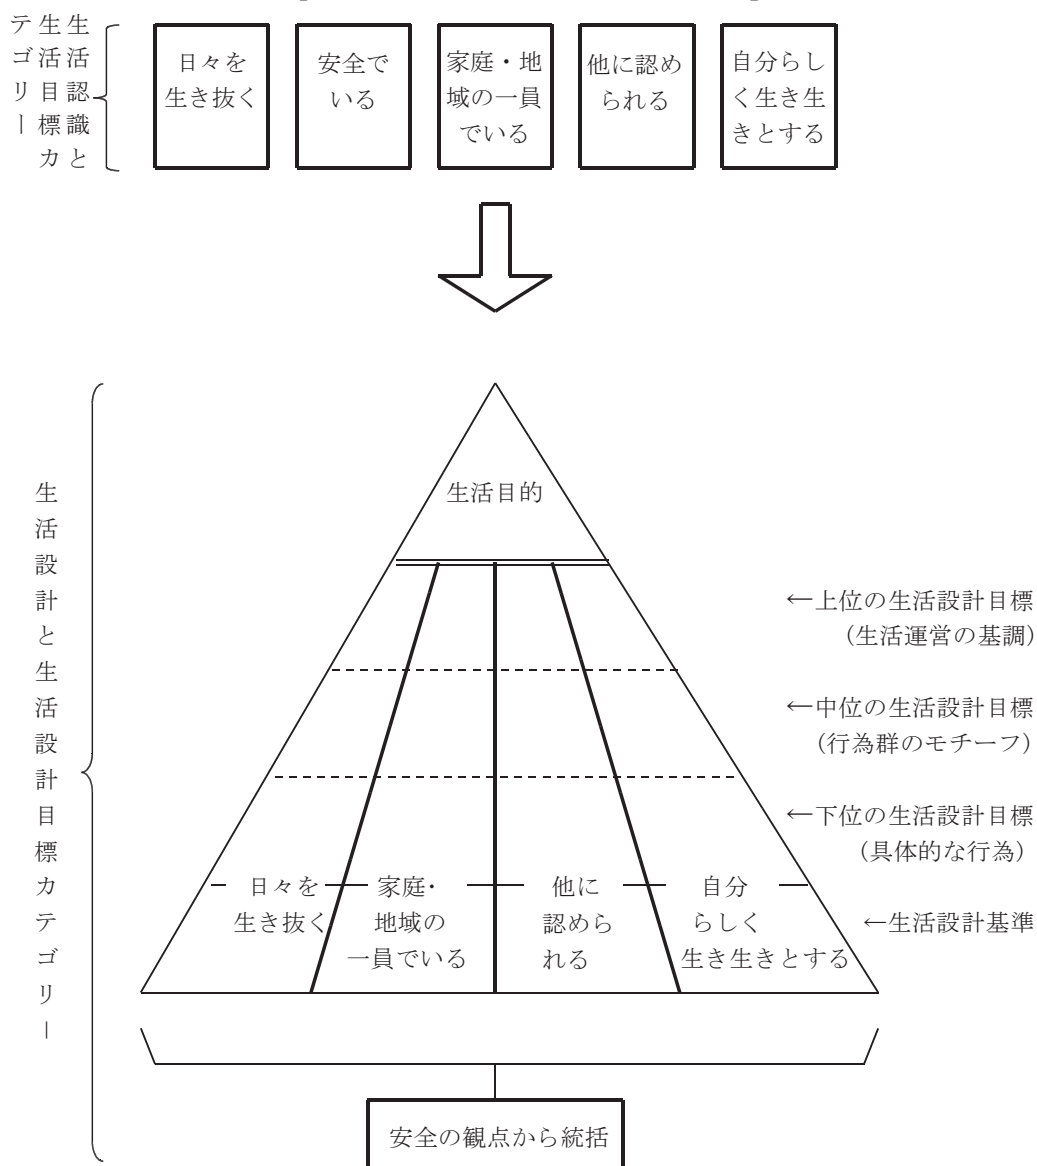 生活認識と
生活目標カ
テゴリー
日々を
生き抜く
安全で
いる
家庭・地
域の一員
でいる
他に認め
られる
自分らし
く生き生
きとする
生活設計と生活設計目標カテゴリー
生活目的
←上位の生活設計目標
（生活運営の基調）
←中位の生活設計目標
（行為群のモチーフ）
←下位の生活設計目標
（具体的な行為）
日々を
生き抜く
家庭・
地域の
一員でいる
他に
認めら
れる
自分
らしく
生き生きとする
←生活設計基準
安全の観点から統括